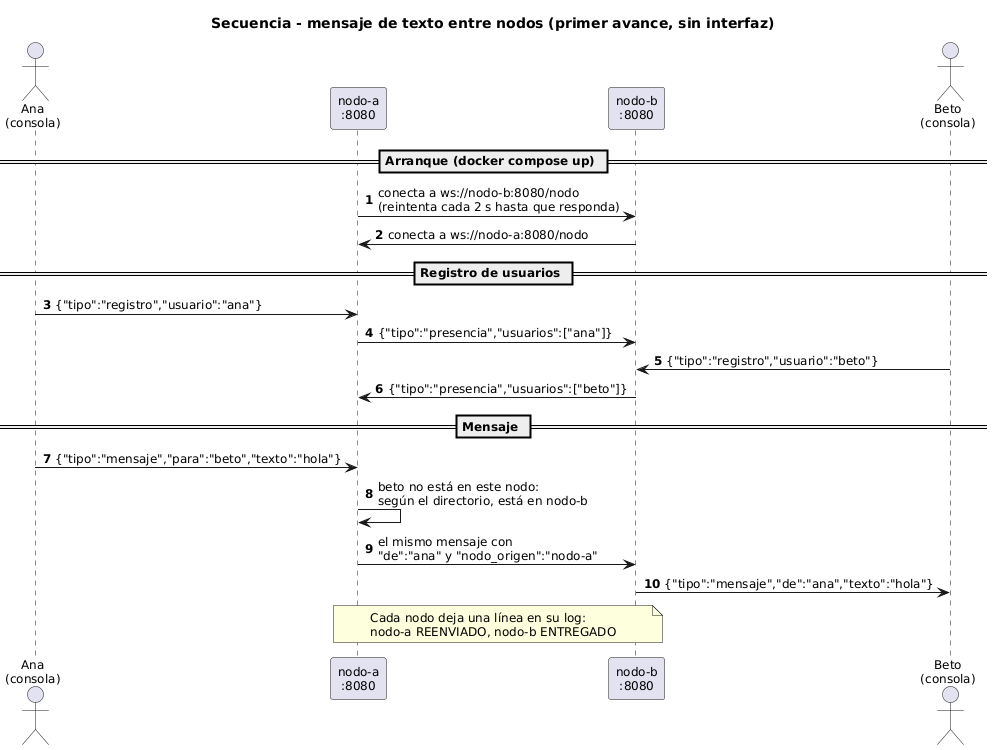 Secuencia - mensaje de texto entre nodos (primer avance, sin interfaz)
Ana
(consola)
nodo-a
:8080
nodo-b
:8080
Beto
(consola)
Arranque (docker compose up)
1 conecta a ws://nodo-b:8080/nodo
(reintenta cada 2 s hasta que responda)
2 conecta a ws://nodo-a:8080/nodo
Registro de usuarios
3 {"tipo":"registro","usuario":"ana"}
4 {"tipo":"presencia","usuarios":["ana"]}
5 {"tipo":"registro","usuario":"beto"}
6 {"tipo":"presencia","usuarios":["beto"]}
Mensaje
7 {"tipo":"mensaje","para":"beto","texto":"hola"}
8 beto no está en este nodo:
según el directorio, está en nodo-b
9 el mismo mensaje con
"de":"ana" y "nodo_origen":"nodo-a"
10 {"tipo":"mensaje","de":"ana","texto":"hola"}
Cada nodo deja una línea en su log:
nodo-a REENVIADO, nodo-b ENTREGADO
Ana
(consola)
nodo-a
:8080
nodo-b
:8080
Beto
(consola)